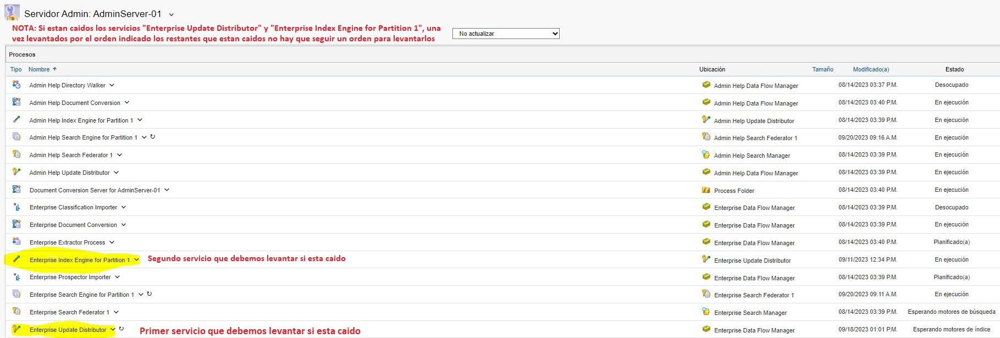 Servidor Admin: AdminServer-01
NOTA: Si estan caidos los servicios "Enterprise Update Distributor" y "Enterprise Index Engine for Partition 1", una
vez levantados por el orden indicado los restantes que estan caidos no hay que seguir un orden para levantarlos
No actualizar
Procesos
Tipo Nombre Ubicación Tamaño Modificado(a) Estado
Admin Help Directory Walker Admin Help Data Flow Manager 08/14/2023 03:37 P.M. Desocupado
Admin Help Document Conversion Admin Help Data Flow Manager 08/14/2023 03:40 P.M. En ejecución
Admin Help Index Engine for Partition 1 Admin Help Update Distributor 08/14/2023 03:39 P.M. En ejecución
Admin Help Search Engine for Partition 1 Admin Help Search Federator 1 09/20/2023 09:16 A.M. En ejecución
Admin Help Search Federator 1 Admin Help Search Manager 08/14/2023 03:39 P.M. En ejecución
Admin Help Update Distributor Admin Help Data Flow Manager 08/14/2023 03:39 P.M. En ejecución
Document Conversion Server for AdminServer-01 Process Folder 08/14/2023 03:40 P.M. En ejecución
Enterprise Classification Importer Enterprise Data Flow Manager 08/14/2023 03:39 P.M. Desocupado
Enterprise Document Conversion Enterprise Data Flow Manager 08/14/2023 03:39 P.M. En ejecución
Enterprise Extractor Process Enterprise Data Flow Manager 08/14/2023 03:40 P.M. Planificado(a)
Enterprise Index Engine for Partition 1 Segundo servicio que debemos levantar si esta caido Enterprise Update Distributor 09/11/2023 12:34 P.M. En ejecución
Enterprise Prospector Importer Enterprise Data Flow Manager 08/14/2023 03:39 P.M. Planificado(a)
Enterprise Search Engine for Partition 1 Enterprise Search Federator 1 09/20/2023 09:11 A.M. En ejecución
Enterprise Search Federator 1 Enterprise Search Manager 08/14/2023 03:39 P.M. Esperando motores de búsqueda
Enterprise Update Distributor Primer servicio que debemos levantar si esta caido Enterprise Data Flow Manager 09/18/2023 01:01 P.M. Esperando motores de índice